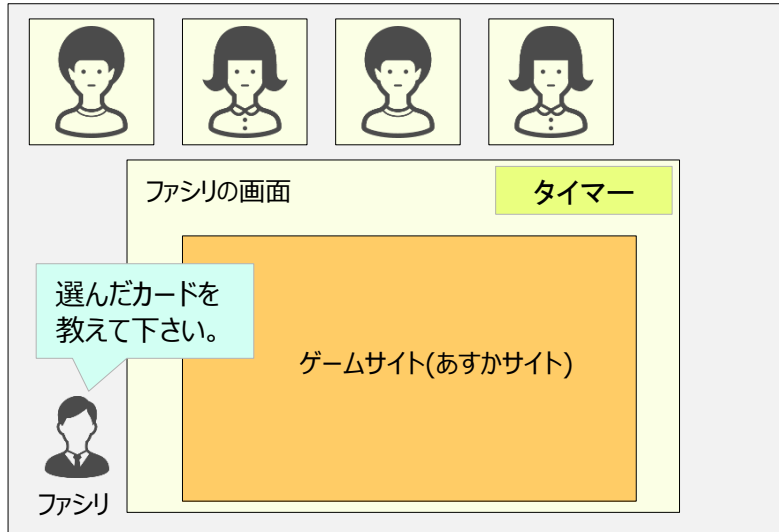 ファシリの画面
タイマー
選んだカードを
教えて下さい。
ゲームサイト(あすかサイト)
ファシリ